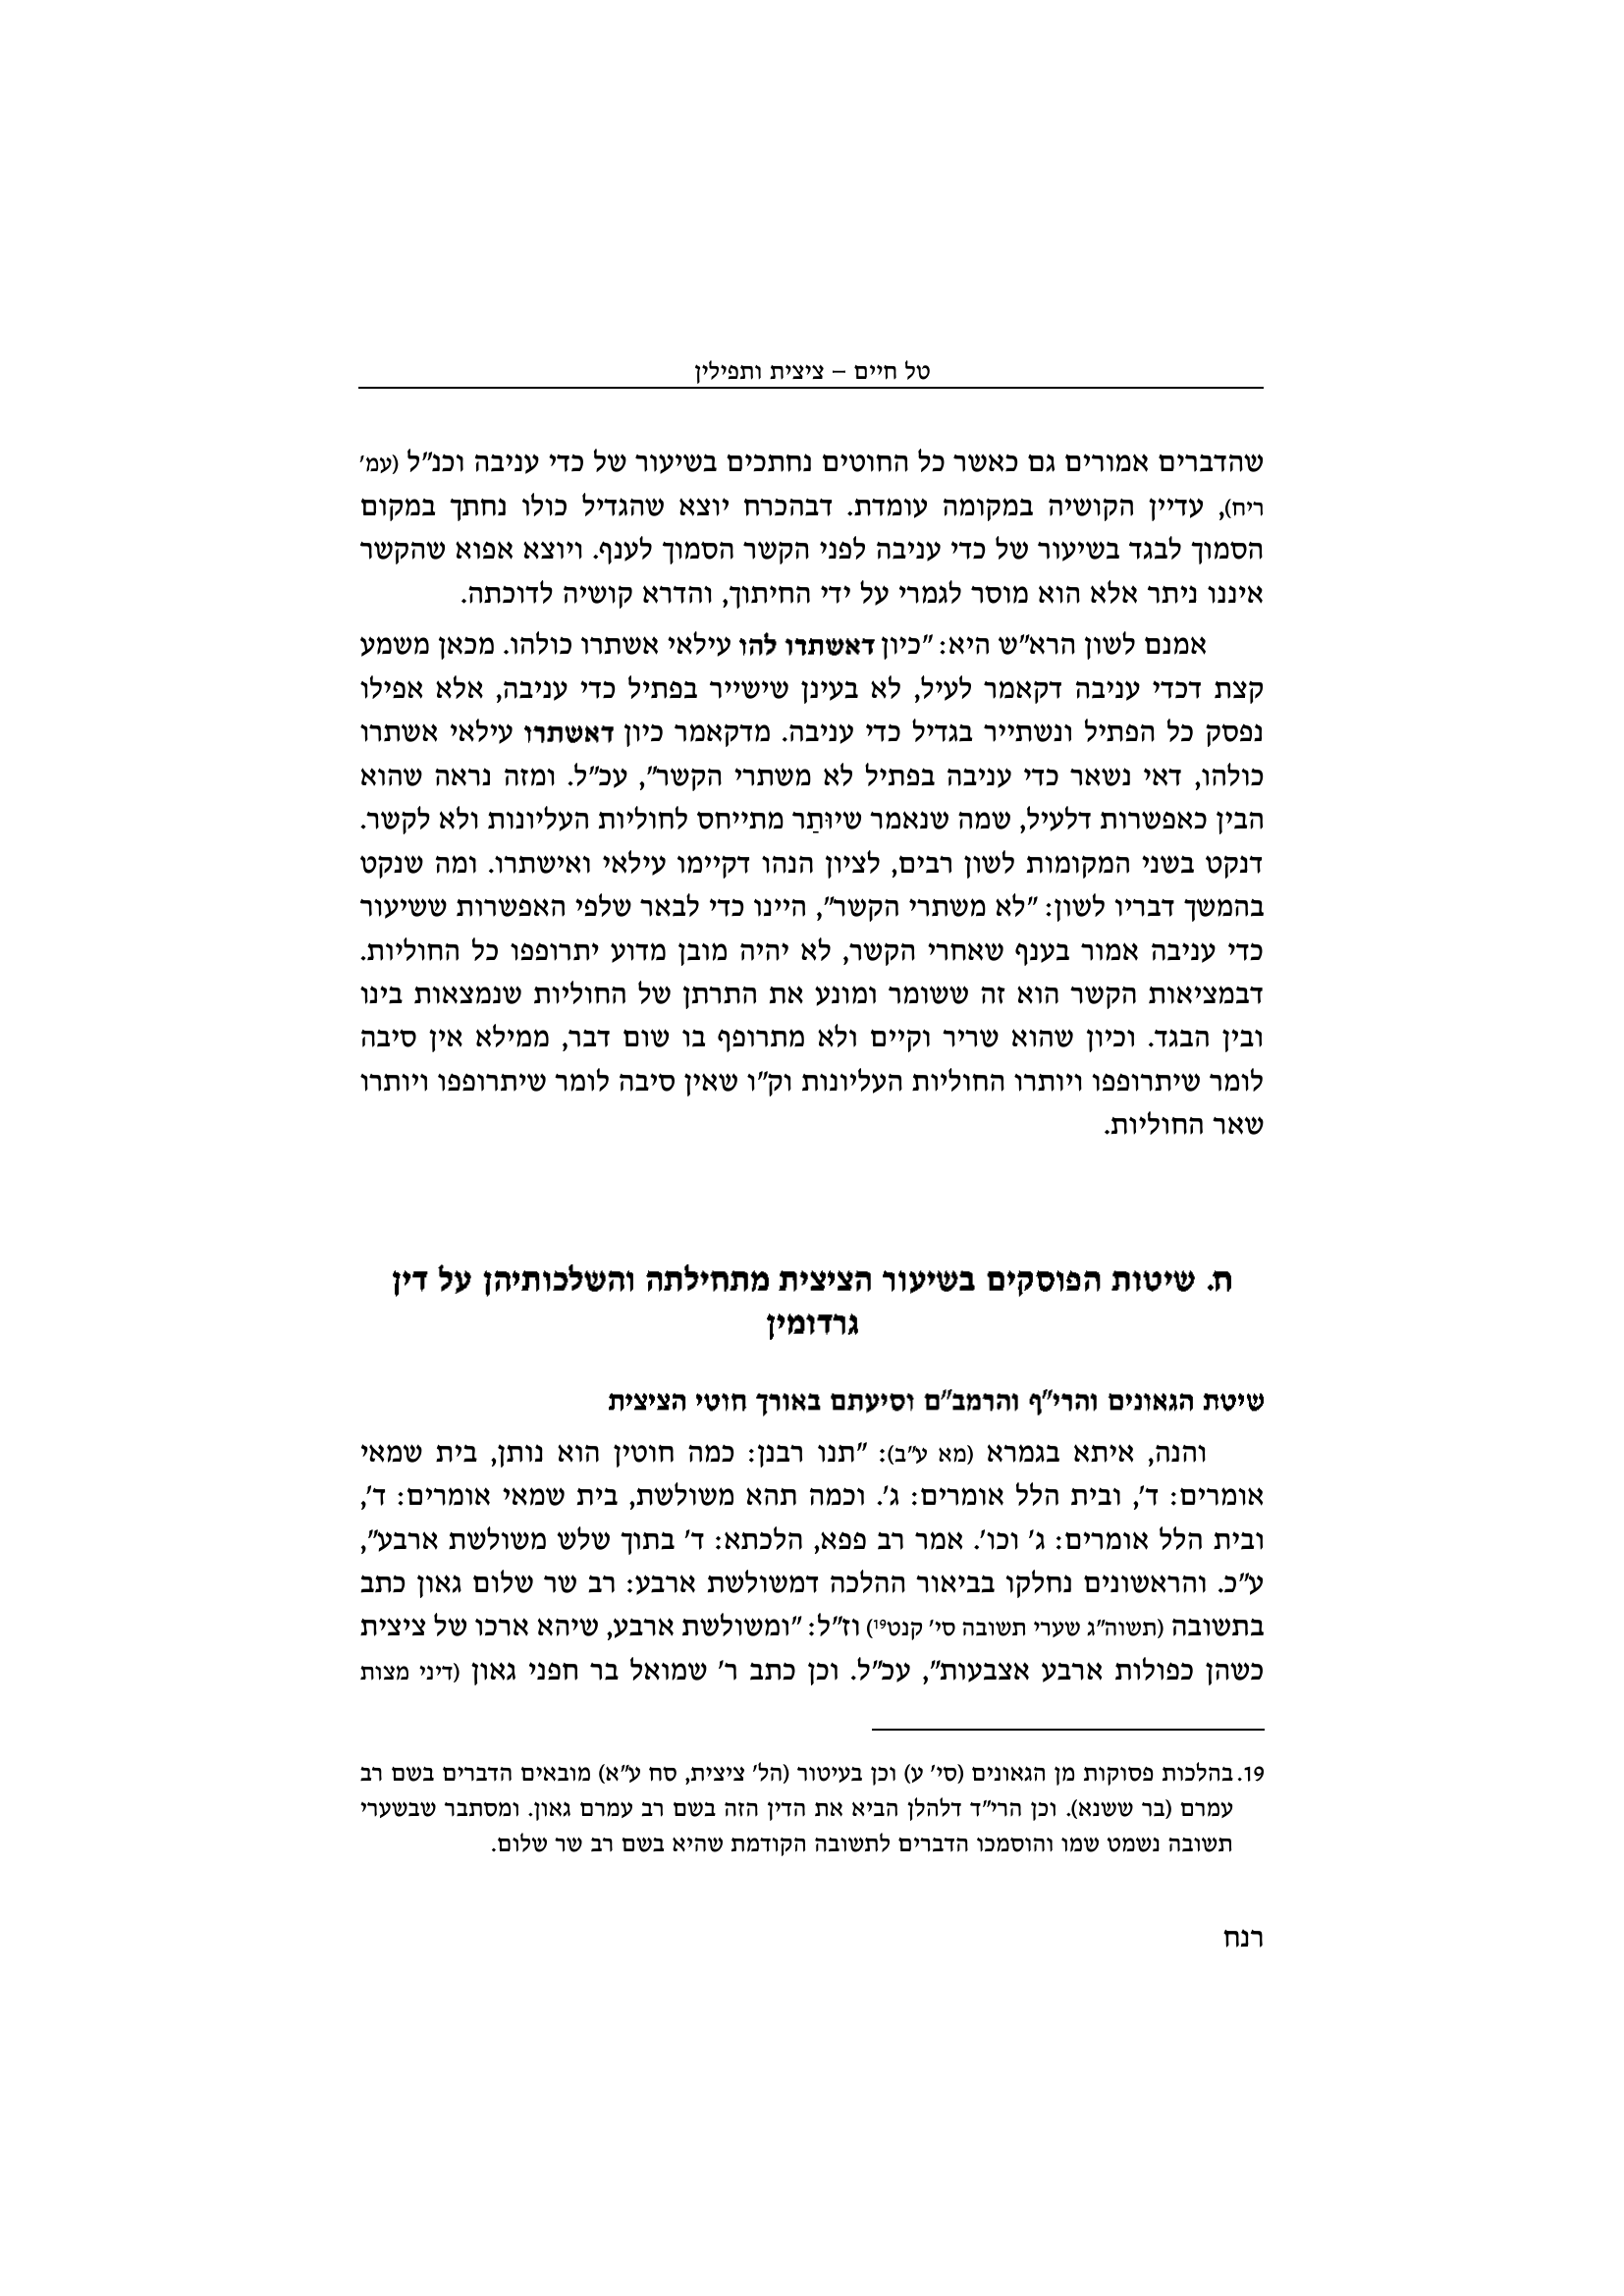 טל חיים – ציצית ותפילין
שהדברים אמורים גם כאשר כל החוטים נחתכים בשיעור של כדי עניבה וכנ"ל (עמ'
ריח), עדיין הקושיה במקומה עומדת. דבהכרח יוצא שהגדיל כולו נחתך במקום
הסמוך לבגד בשיעור של כדי עניבה לפני הקשר הסמוך לענף. ויוצא אפוא שהקשר
איננו ניתר אלא הוא מוסר לגמרי על ידי החיתוך, והדרא קושיה לדוכתה.
אמנם לשון הרא"ש היא: "כיון דאשתרו להו עילאי אשתרו כולהו. מכאן משמע
קצת דכדי עניבה דקאמר לעיל, לא בעינן שישייר בפתיל כדי עניבה, אלא אפילו
נפסק כל הפתיל ונשתייר בגדיל כדי עניבה. מדקאמר כיון דאשתרו עילאי אשתרו
כולהו, דאי נשאר כדי עניבה בפתיל לא משתרי הקשר", עכ"ל. ומזה נראה שהוא
הבין כאפשרות דלעיל, שמה שנאמר שיוּתַר מתייחס לחוליות העליונות ולא לקשר.
דנקט בשני המקומות לשון רבים, לציון הנהו דקיימו עילאי ואישתרו. ומה שנקט
בהמשך דבריו לשון: "לא משתרי הקשר", היינו כדי לבאר שלפי האפשרות ששיעור
כדי עניבה אמור בענף שאחרי הקשר, לא יהיה מובן מדוע יתרופפו כל החוליות.
דבמציאות הקשר הוא זה ששומר ומונע את התרתן של החוליות שנמצאות בינו
ובין הבגד. וכיון שהוא שריר וקיים ולא מתרופף בו שום דבר, ממילא אין סיבה
לומר שיתרופפו ויותרו החוליות העליונות וק"ו שאין סיבה לומר שיתרופפו ויותרו
שאר החוליות.
ח. שיטות הפוסקים בשיעור הציצית מתחילתה והשלכותיהן על דין
גרדומין
שיטת הגאונים והרי"ף והרמב"ם וסיעתם באורך חוטי הציצית
והנה, איתא בגמרא (מא ע"ב): "תנו רבנן: כמה חוטין הוא נותן, בית שמאי
אומרים: ד', ובית הלל אומרים: ג'. וכמה תהא משולשת, בית שמאי אומרים: ד',
ובית הלל אומרים: ג' וכו'. אמר רב פפא, הלכתא: ד' בתוך שלש משולשת ארבע",
ע"כ. והראשונים נחלקו בביאור ההלכה דמשולשת ארבע: רב שר שלום גאון כתב
בתשובה (תשוה"ג שערי תשובה סי' קנט19) וז"ל: "ומשולשת ארבע, שיהא ארכו של ציצית
כשהן כפולות ארבע אצבעות", עכ"ל. וכן כתב ר' שמואל בר חפני גאון (דיני מצות
19. בהלכות פסוקות מן הגאונים (סי' ע) וכן בעיטור (הל' ציצית, סח ע"א) מובאים הדברים בשם רב
עמרם (בר ששנא). וכן הרי"ד דלהלן הביא את הדין הזה בשם רב עמרם גאון. ומסתבר שבשערי
תשובה נשמט שמו והוסמכו הדברים לתשובה הקודמת שהיא בשם רב שר שלום.
רנח